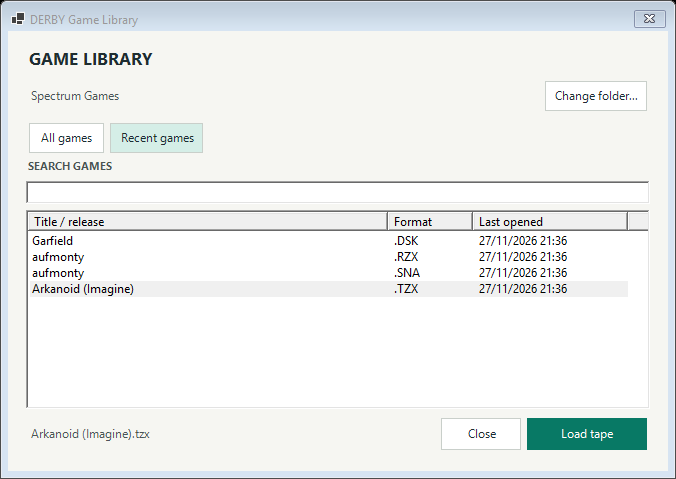 DERBY Game Library
GAME LIBRARY
Spectrum Games
Change folder...
All games
Recent games
SEARCH GAMES
Title / release Format Last opened
Garfield .DSK 27/11/2026 21:36
aufmonty .RZX 27/11/2026 21:36
aufmonty .SNA 27/11/2026 21:36
Arkanoid (Imagine) .TZX 27/11/2026 21:36
Arkanoid (Imagine).tzx
Close
Load tape